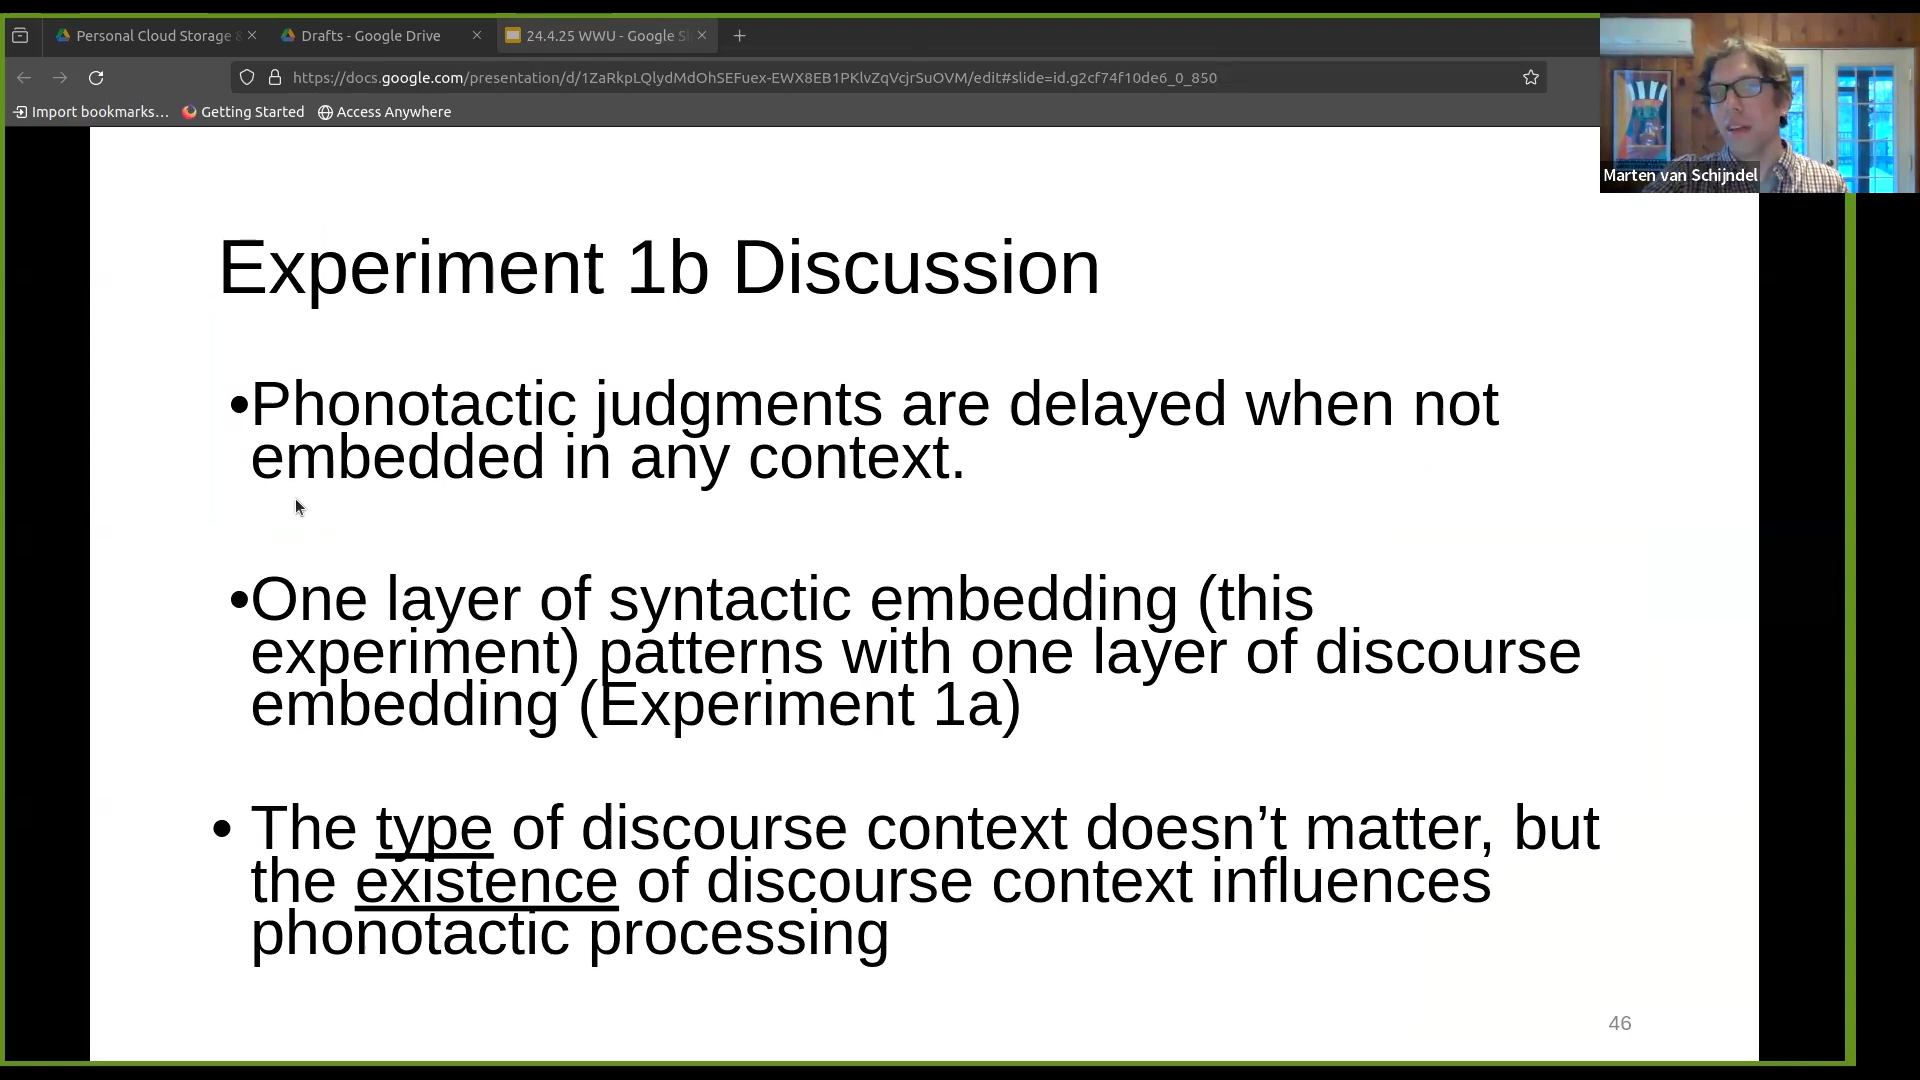 Personal Cloud Storage &
Drafts - Google Drive
24.4.25 WWU - Google Sl
https://docs.google.com/presentation/d/1ZaRkpLQlydMdOhSEFuex-EWX8EB1PKlvZqVcjrSuOVM/edit#slide=id.g2cf74f10de6_0_850
Import bookmarks...
Getting Started
Access Anywhere
Marten van Schijndel
Experiment 1b Discussion
•Phonotactic judgments are delayed when not
embedded in any context.
•One layer of syntactic embedding (this
experiment) patterns with one layer of discourse
embedding (Experiment 1a)
• The type of discourse context doesn’t matter, but
the existence of discourse context influences
phonotactic processing
46